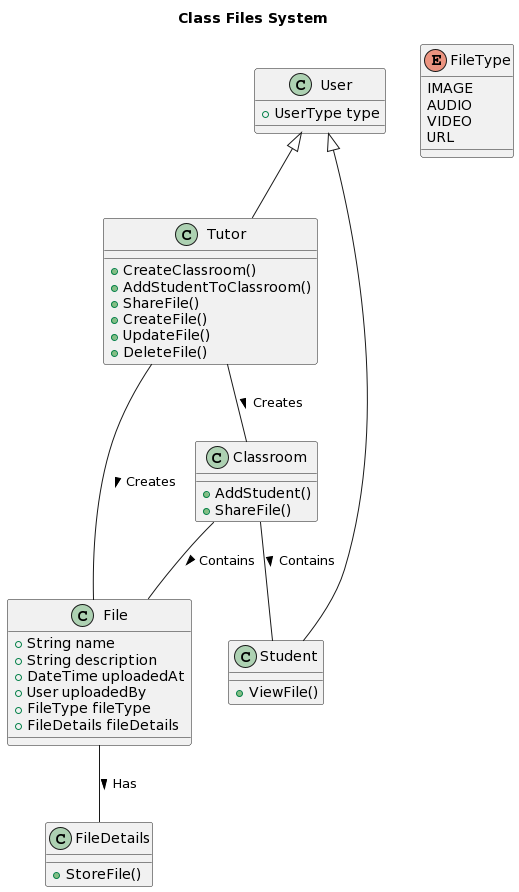 Class Files System
C User
UserType type
E FileType
IMAGE
AUDIO
VIDEO
URL
C Tutor
CreateClassroom()
AddStudentToClassroom()
ShareFile()
CreateFile()
UpdateFile()
DeleteFile()
Creates
C Classroom
AddStudent()
ShareFile()
Creates
Contains
Contains
C File
String name
String description
DateTime uploadedAt
User uploadedBy
FileType fileType
FileDetails fileDetails
C Student
ViewFile()
Has
C FileDetails
StoreFile()